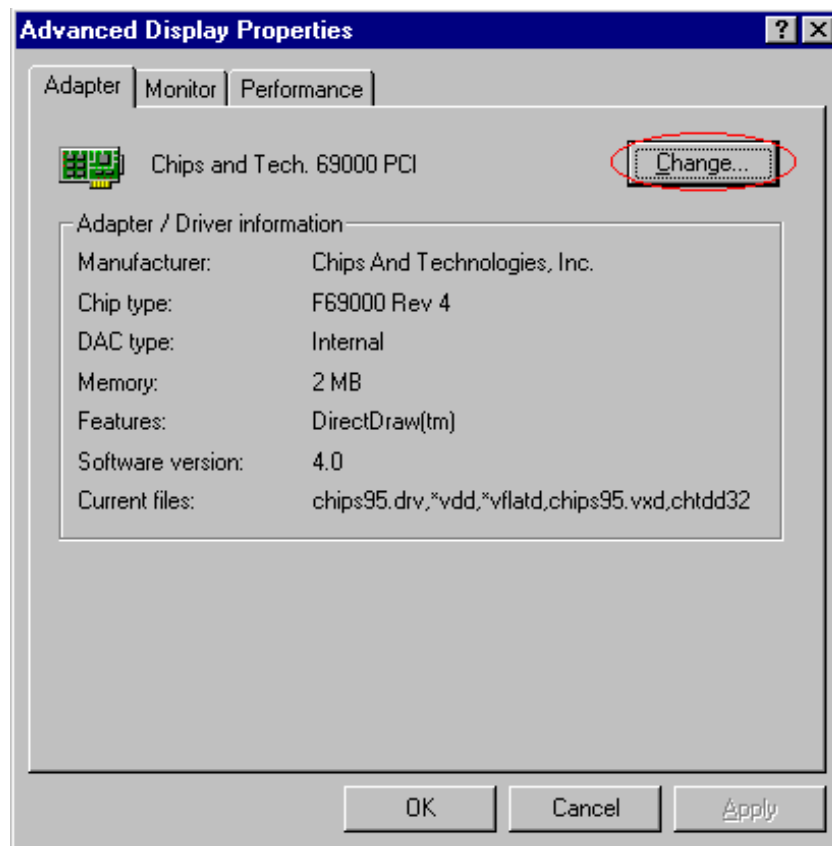 Advanced Display Properties
Adapter Monitor Performance
Chips and Tech. 69000 PCI Change...
Adapter / Driver information
Manufacturer: Chips And Technologies, Inc.
Chip type: F69000 Rev 4
DAC type: Internal
Memory: 2 MB
Features: DirectDraw(tm)
Software version: 4.0
Current files: chips95.drv,*vdd,*vflatd,chips95.vxd,chtdd32
OK Cancel Apply